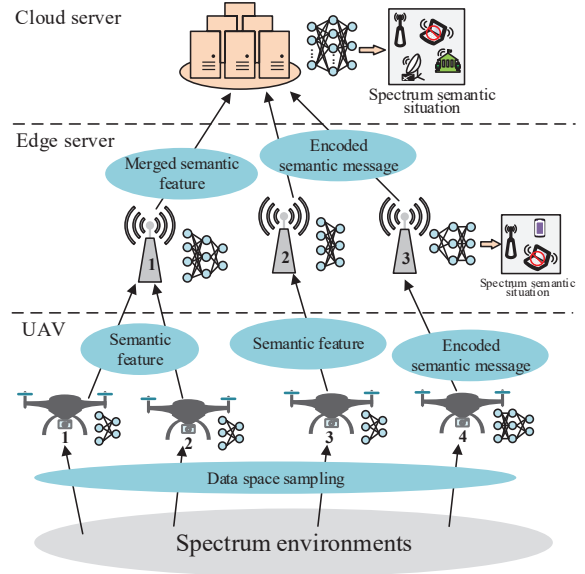 Cloud server
Spectrum semantic
situation
Edge server
Merged semantic
feature
Encoded
semantic message
1
2
3
Spectrum semantic
situation
UAV
Semantic
feature
Semantic feature
Encoded
semantic message
1
2
3
4
Data space sampling
Spectrum environments